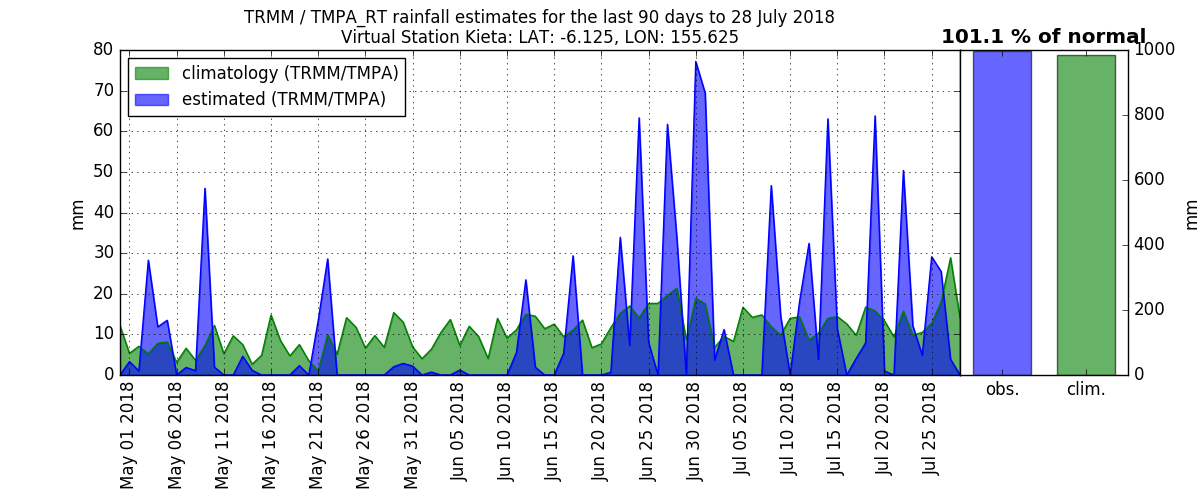 TRMM / TMPA_RT rainfall estimates for the last 90 days to 28 July 2018
Virtual Station Kieta: LAT: -6.125, LON: 155.625
101.1 % of normal
climatology (TRMM/TMPA)
estimated (TRMM/TMPA)
80
70
60
50
40
30
20
10
0
mm
1000
800
600
400
200
0
mm
May 01 2018
May 06 2018
May 11 2018
May 16 2018
May 21 2018
May 26 2018
May 31 2018
Jun 05 2018
Jun 10 2018
Jun 15 2018
Jun 20 2018
Jun 25 2018
Jun 30 2018
Jul 05 2018
Jul 10 2018
Jul 15 2018
Jul 20 2018
Jul 25 2018
obs.
clim.